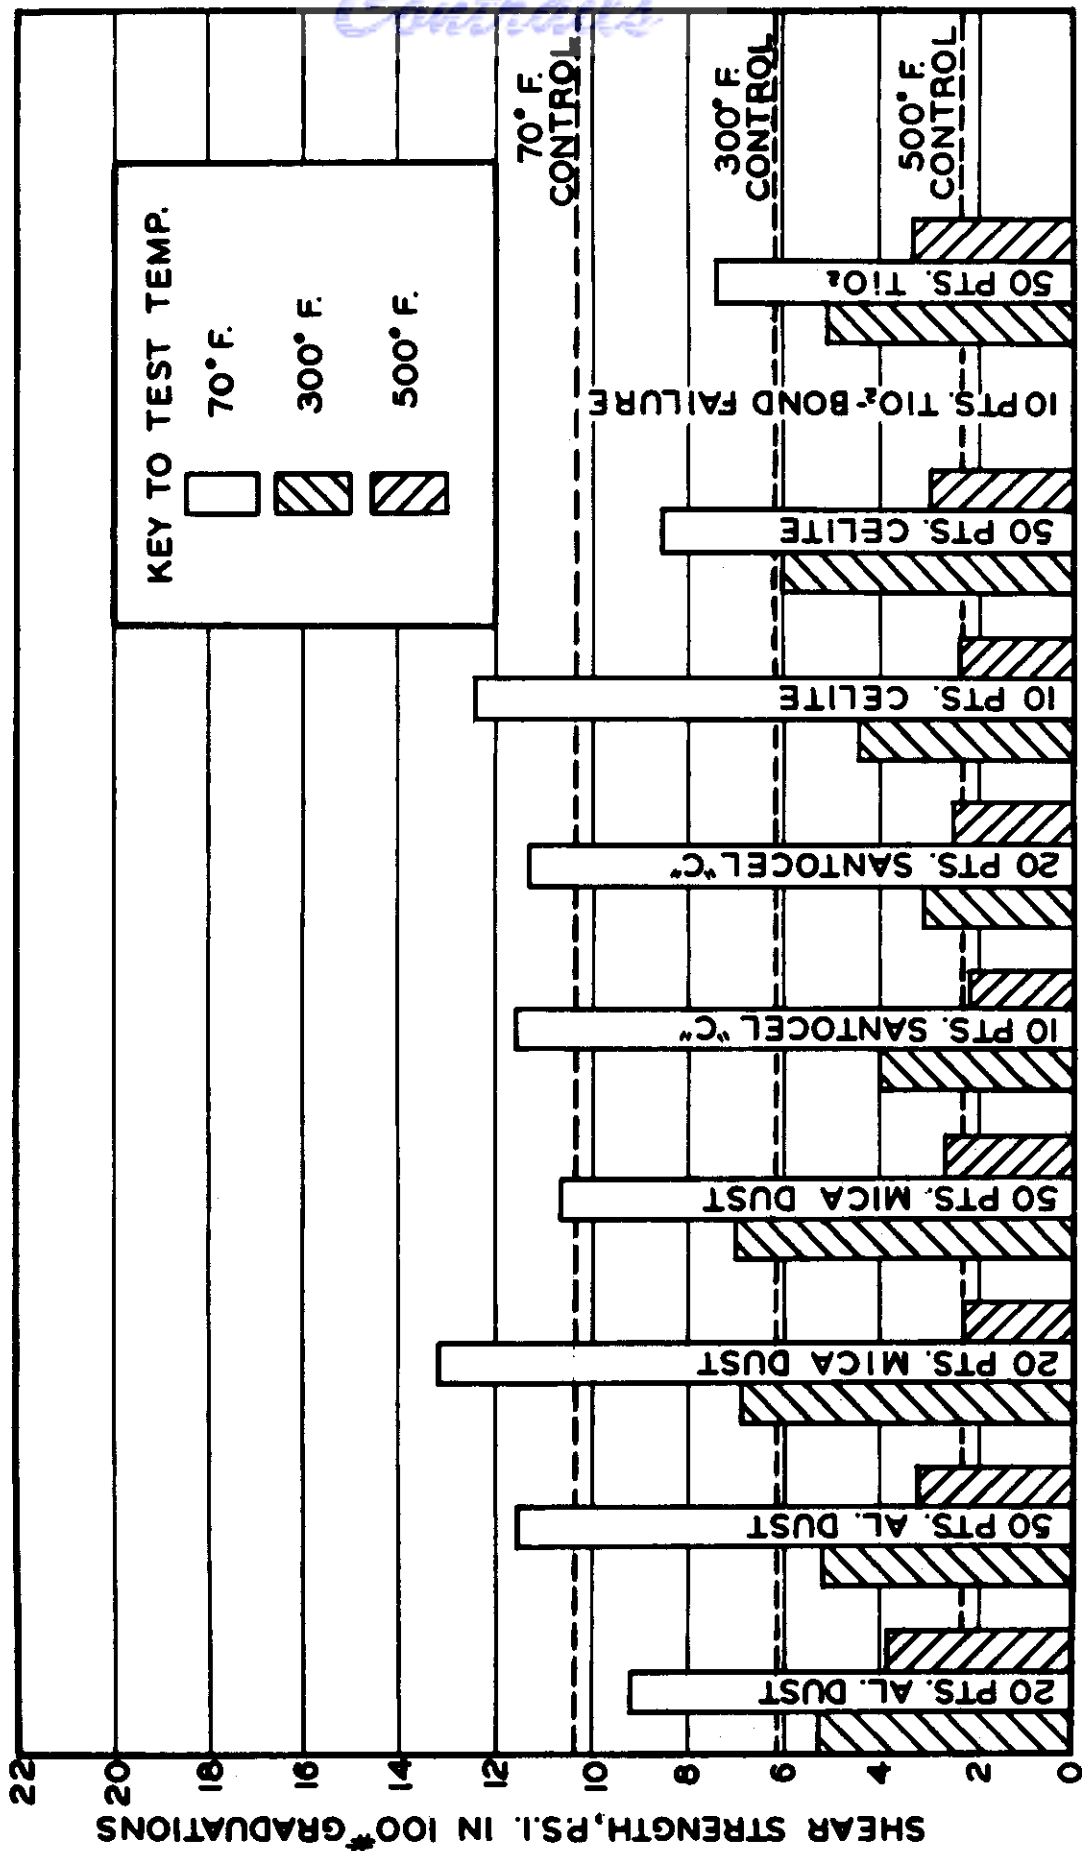 Contrails
SHEAR STRENGTH, P.S.I. IN 100# GRADUATIONS
22
20
18
16
14
12
10
8
6
4
2
0
KEY TO TEST TEMP.
70° F.
300° F.
500° F.
70° F.
CONTROL
300° F.
CONTROL
500° F.
CONTROL
20 PTS. AL. DUST
50 PTS. AL. DUST
20 PTS. MICA DUST
50 PTS. MICA DUST
10 PTS. SANTOCEL "C"
20 PTS. SANTOCEL "C"
10 PTS. CELITE
50 PTS. CELITE
10 PTS. TIO₂-BOND FAILURE
50 PTS. TiO₂